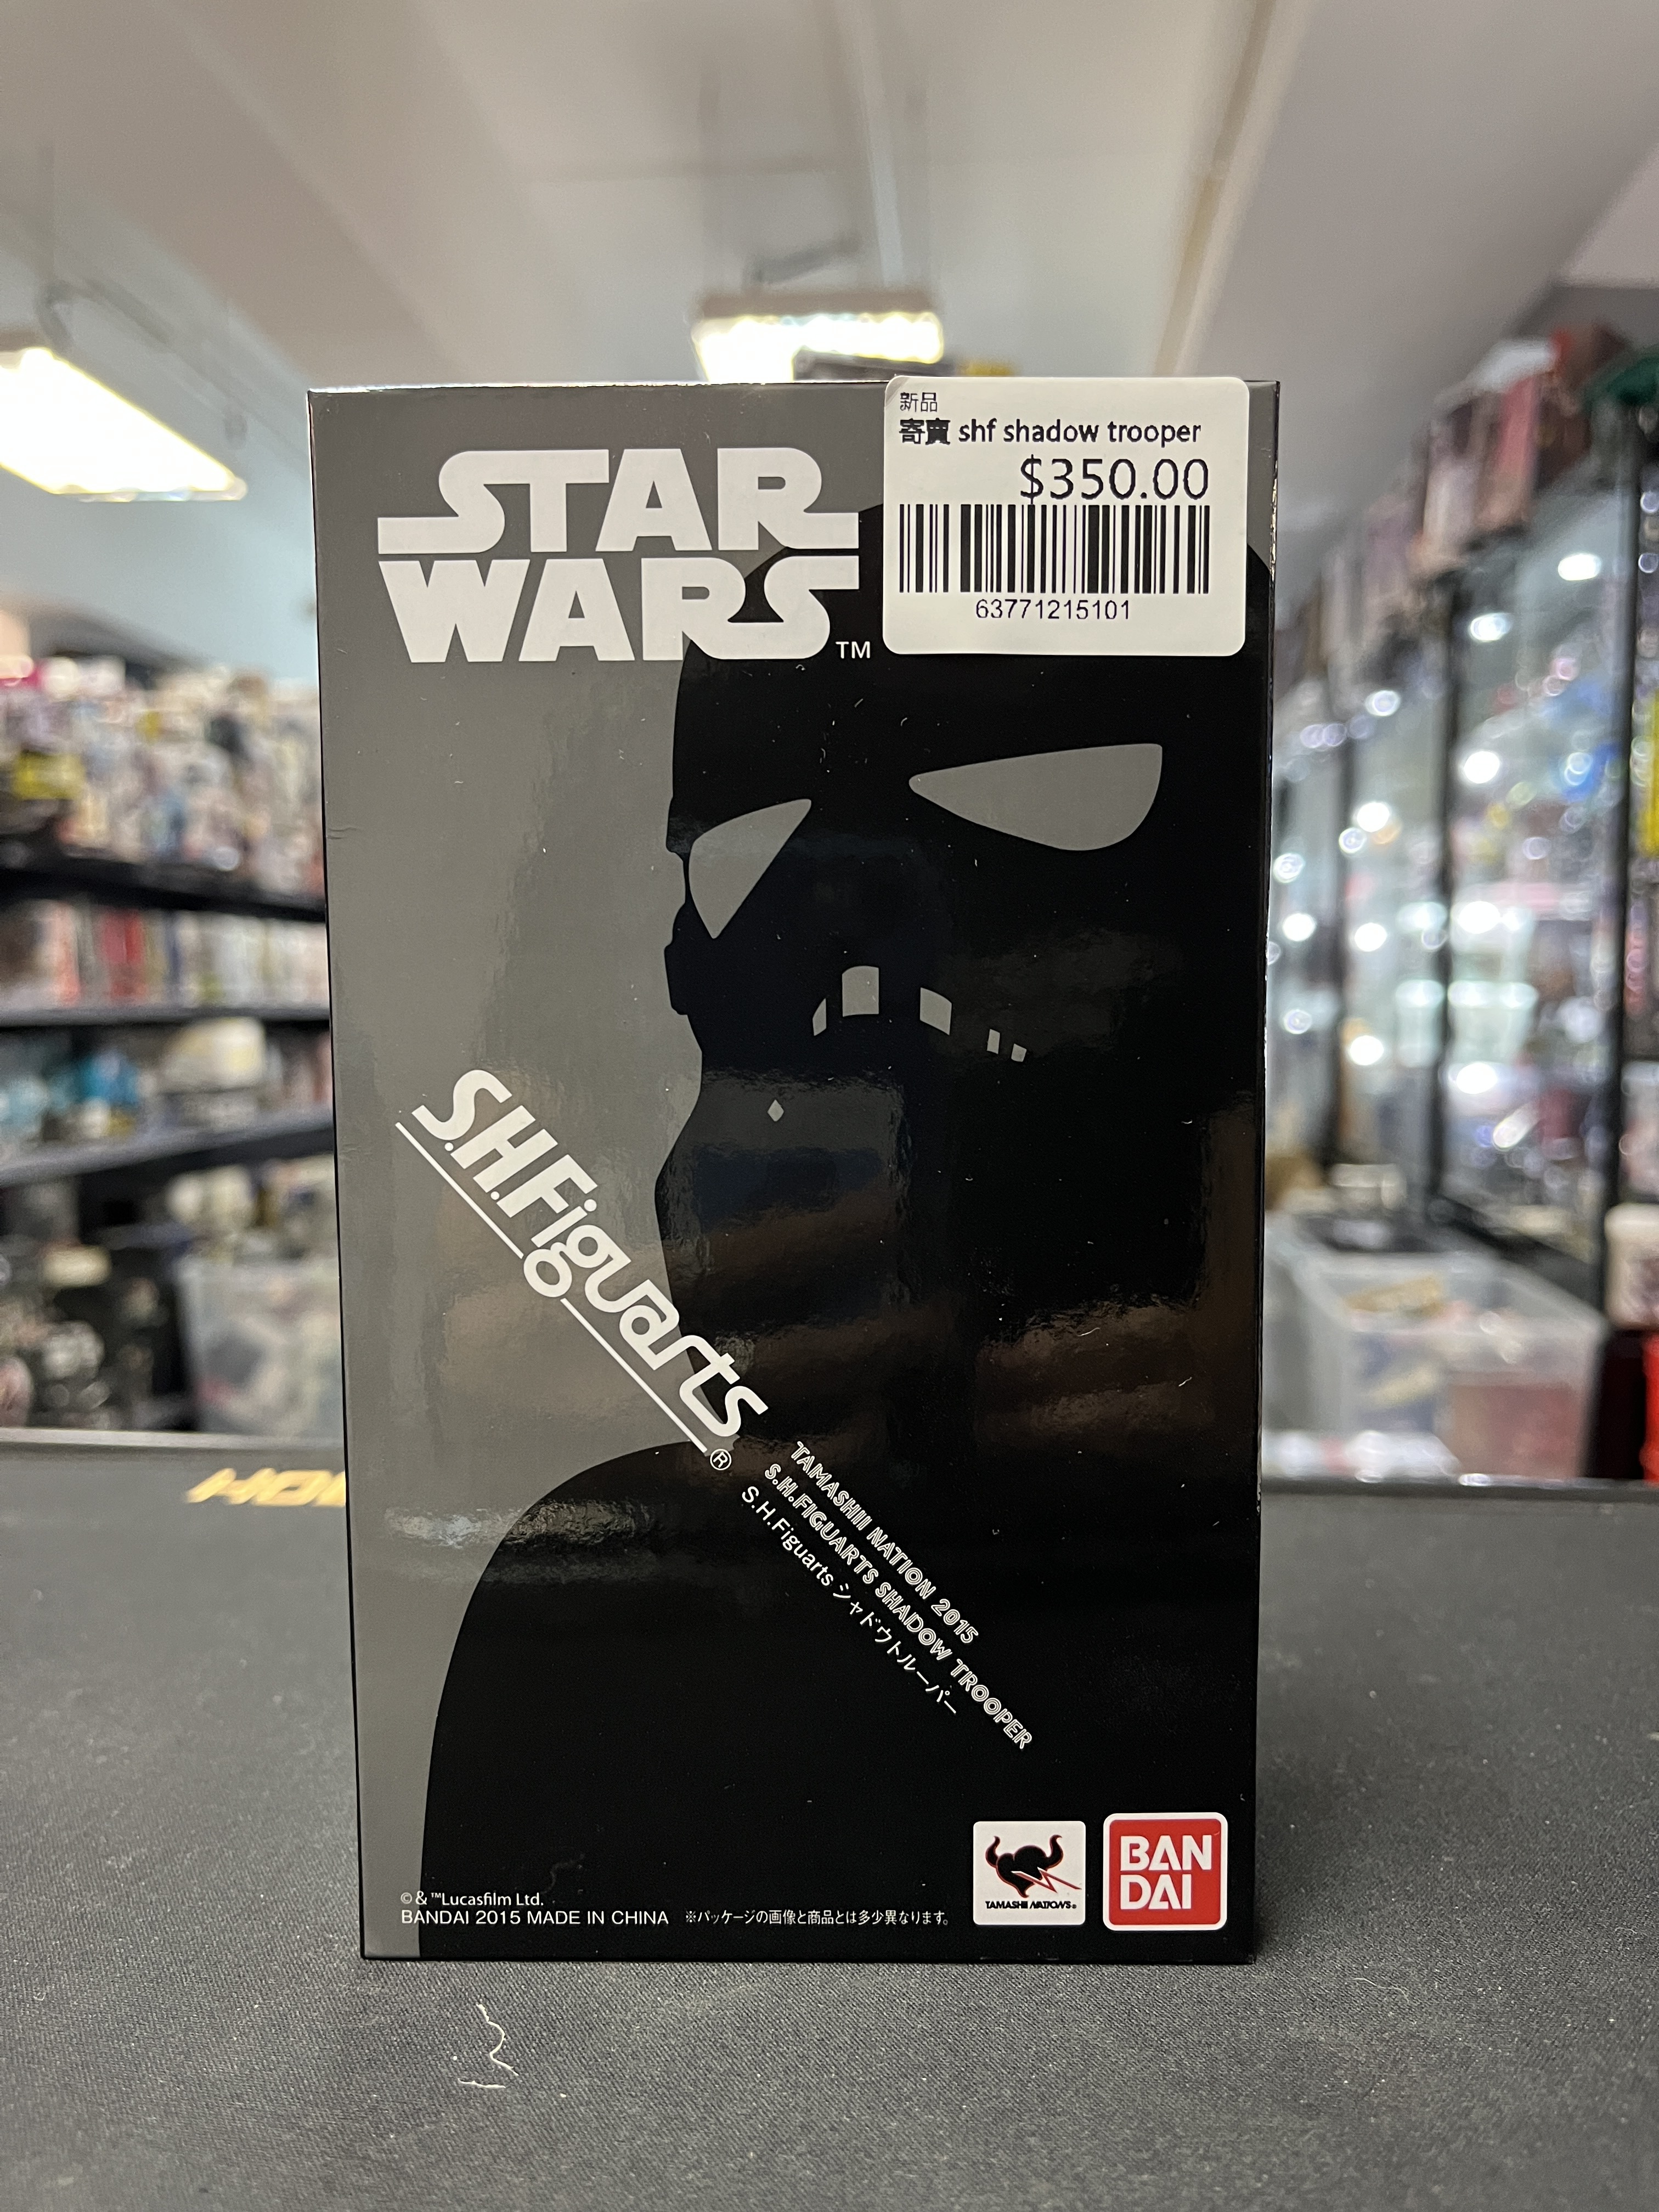 新品
寄賣 shf shadow trooper
$350.00
63771215101
STAR
WARS
TM
S.H.Figuarts
®
TAMASHII NATION 2015
S.H.FIGUARTS SHADOW TROOPER
S.H.Figuarts シャドウトルーパー
©&™Lucasfilm Ltd.
BANDAI 2015 MADE IN CHINA ※パッケージの画像と商品とは多少異なります。
TAMASHII NATIONS®
BAN
DAI